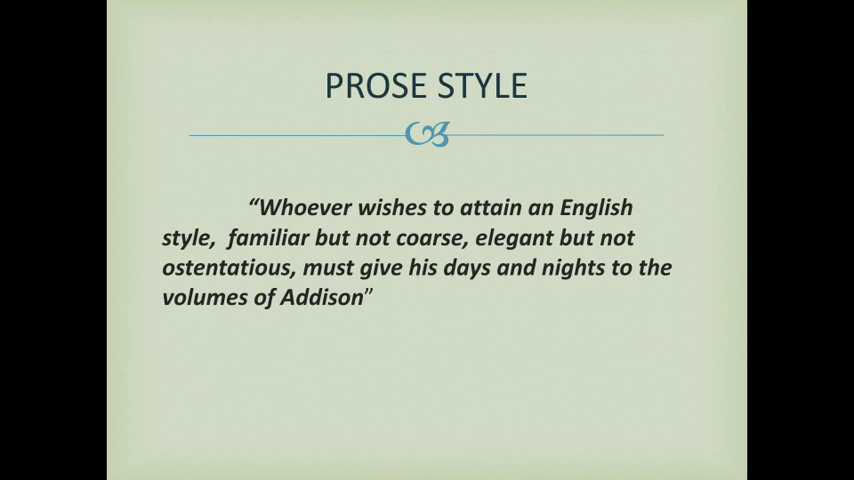 PROSE STYLE
“Whoever wishes to attain an English
style,  familiar but not coarse, elegant but not
ostentatious, must give his days and nights to the
volumes of Addison”